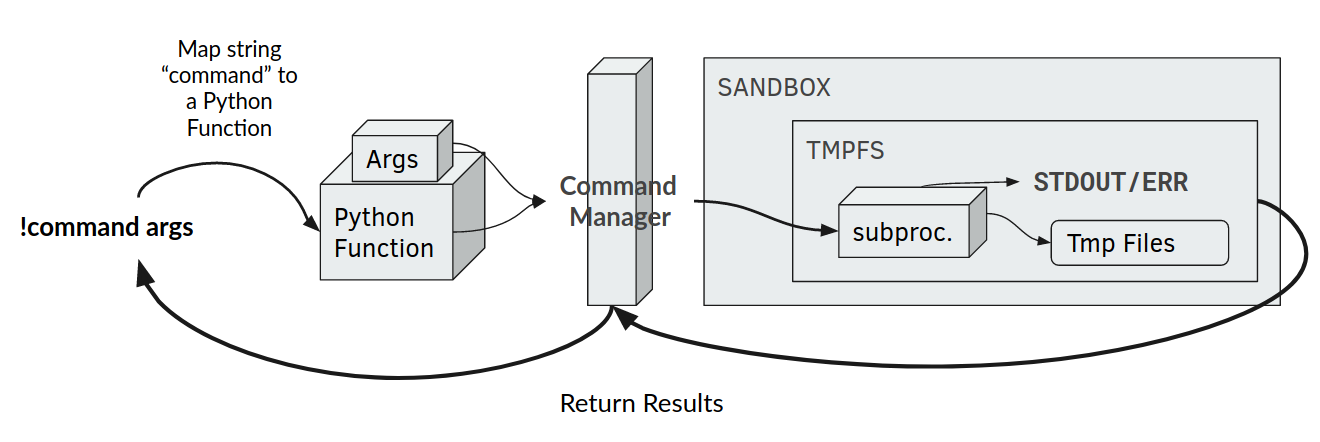 Map string
“command” to
a Python
Function
!command args
Args
Python
Function
Command
Manager
SANDBOX
TMPFS
subproc.
STDOUT/ERR
Tmp Files
Return Results